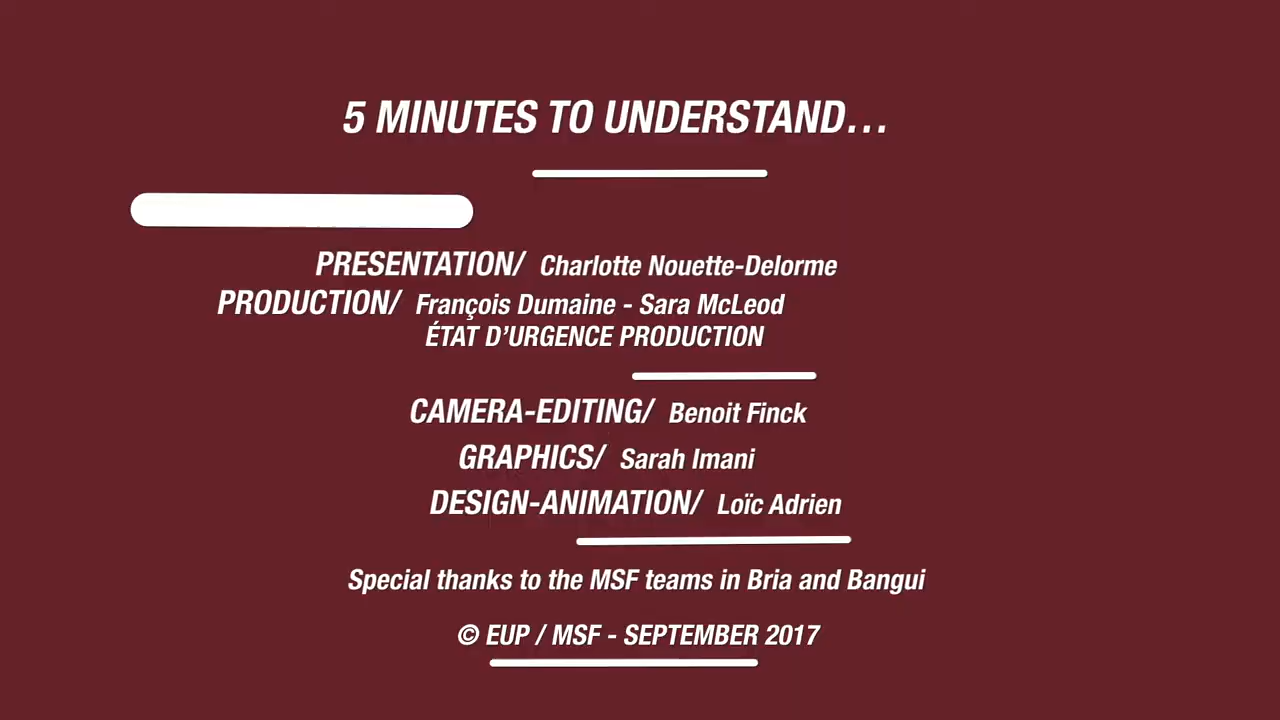 5 MINUTES TO UNDERSTAND...
PRESENTATION/ Charlotte Nouette-Delorme
PRODUCTION/ François Dumaine - Sara McLeod
ÉTAT D’URGENCE PRODUCTION
CAMERA-EDITING/ Benoit Finck
GRAPHICS/ Sarah Imani
DESIGN-ANIMATION/ Loïc Adrien
Special thanks to the MSF teams in Bria and Bangui
© EUP / MSF - SEPTEMBER 2017